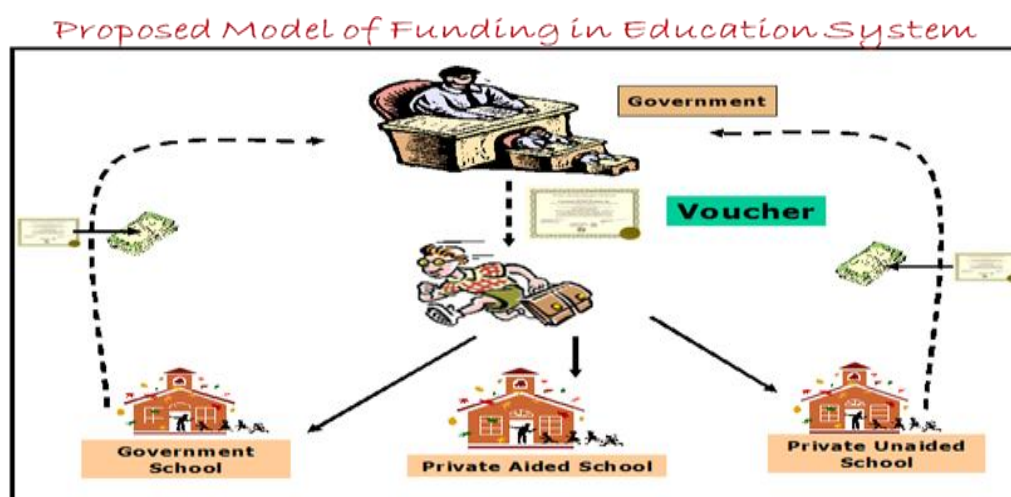 Proposed Model of Funding in Education System
Government
Voucher
Government
School
Private Aided School
Private Unaided
School